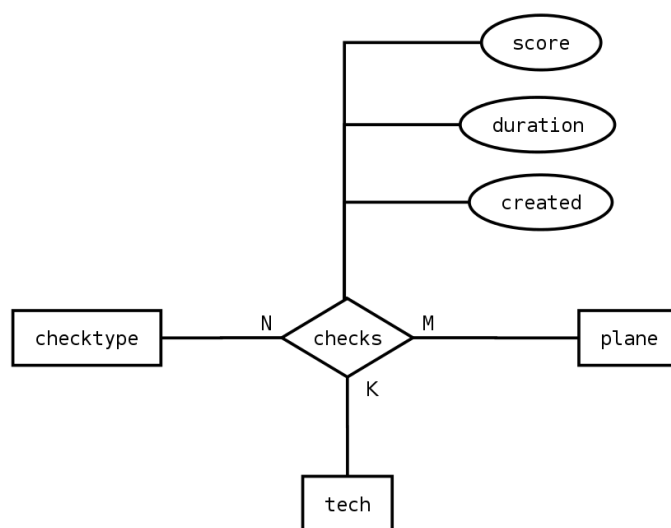 score
duration
created
N
M
checktype
checks
plane
K
tech